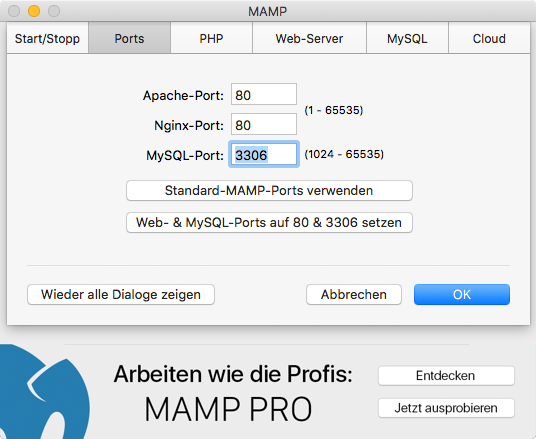 MAMP
Start/Stopp Ports PHP Web-Server MySQL Cloud
Apache-Port: 80
(1 - 65535)
Nginx-Port: 80
MySQL-Port: 3306 (1024 - 65535)
Standard-MAMP-Ports verwenden
Web- & MySQL-Ports auf 80 & 3306 setzen
Wieder alle Dialoge zeigen Abbrechen OK
Arbeiten wie die Profis: Entdecken
MAMP PRO Jetzt ausprobieren